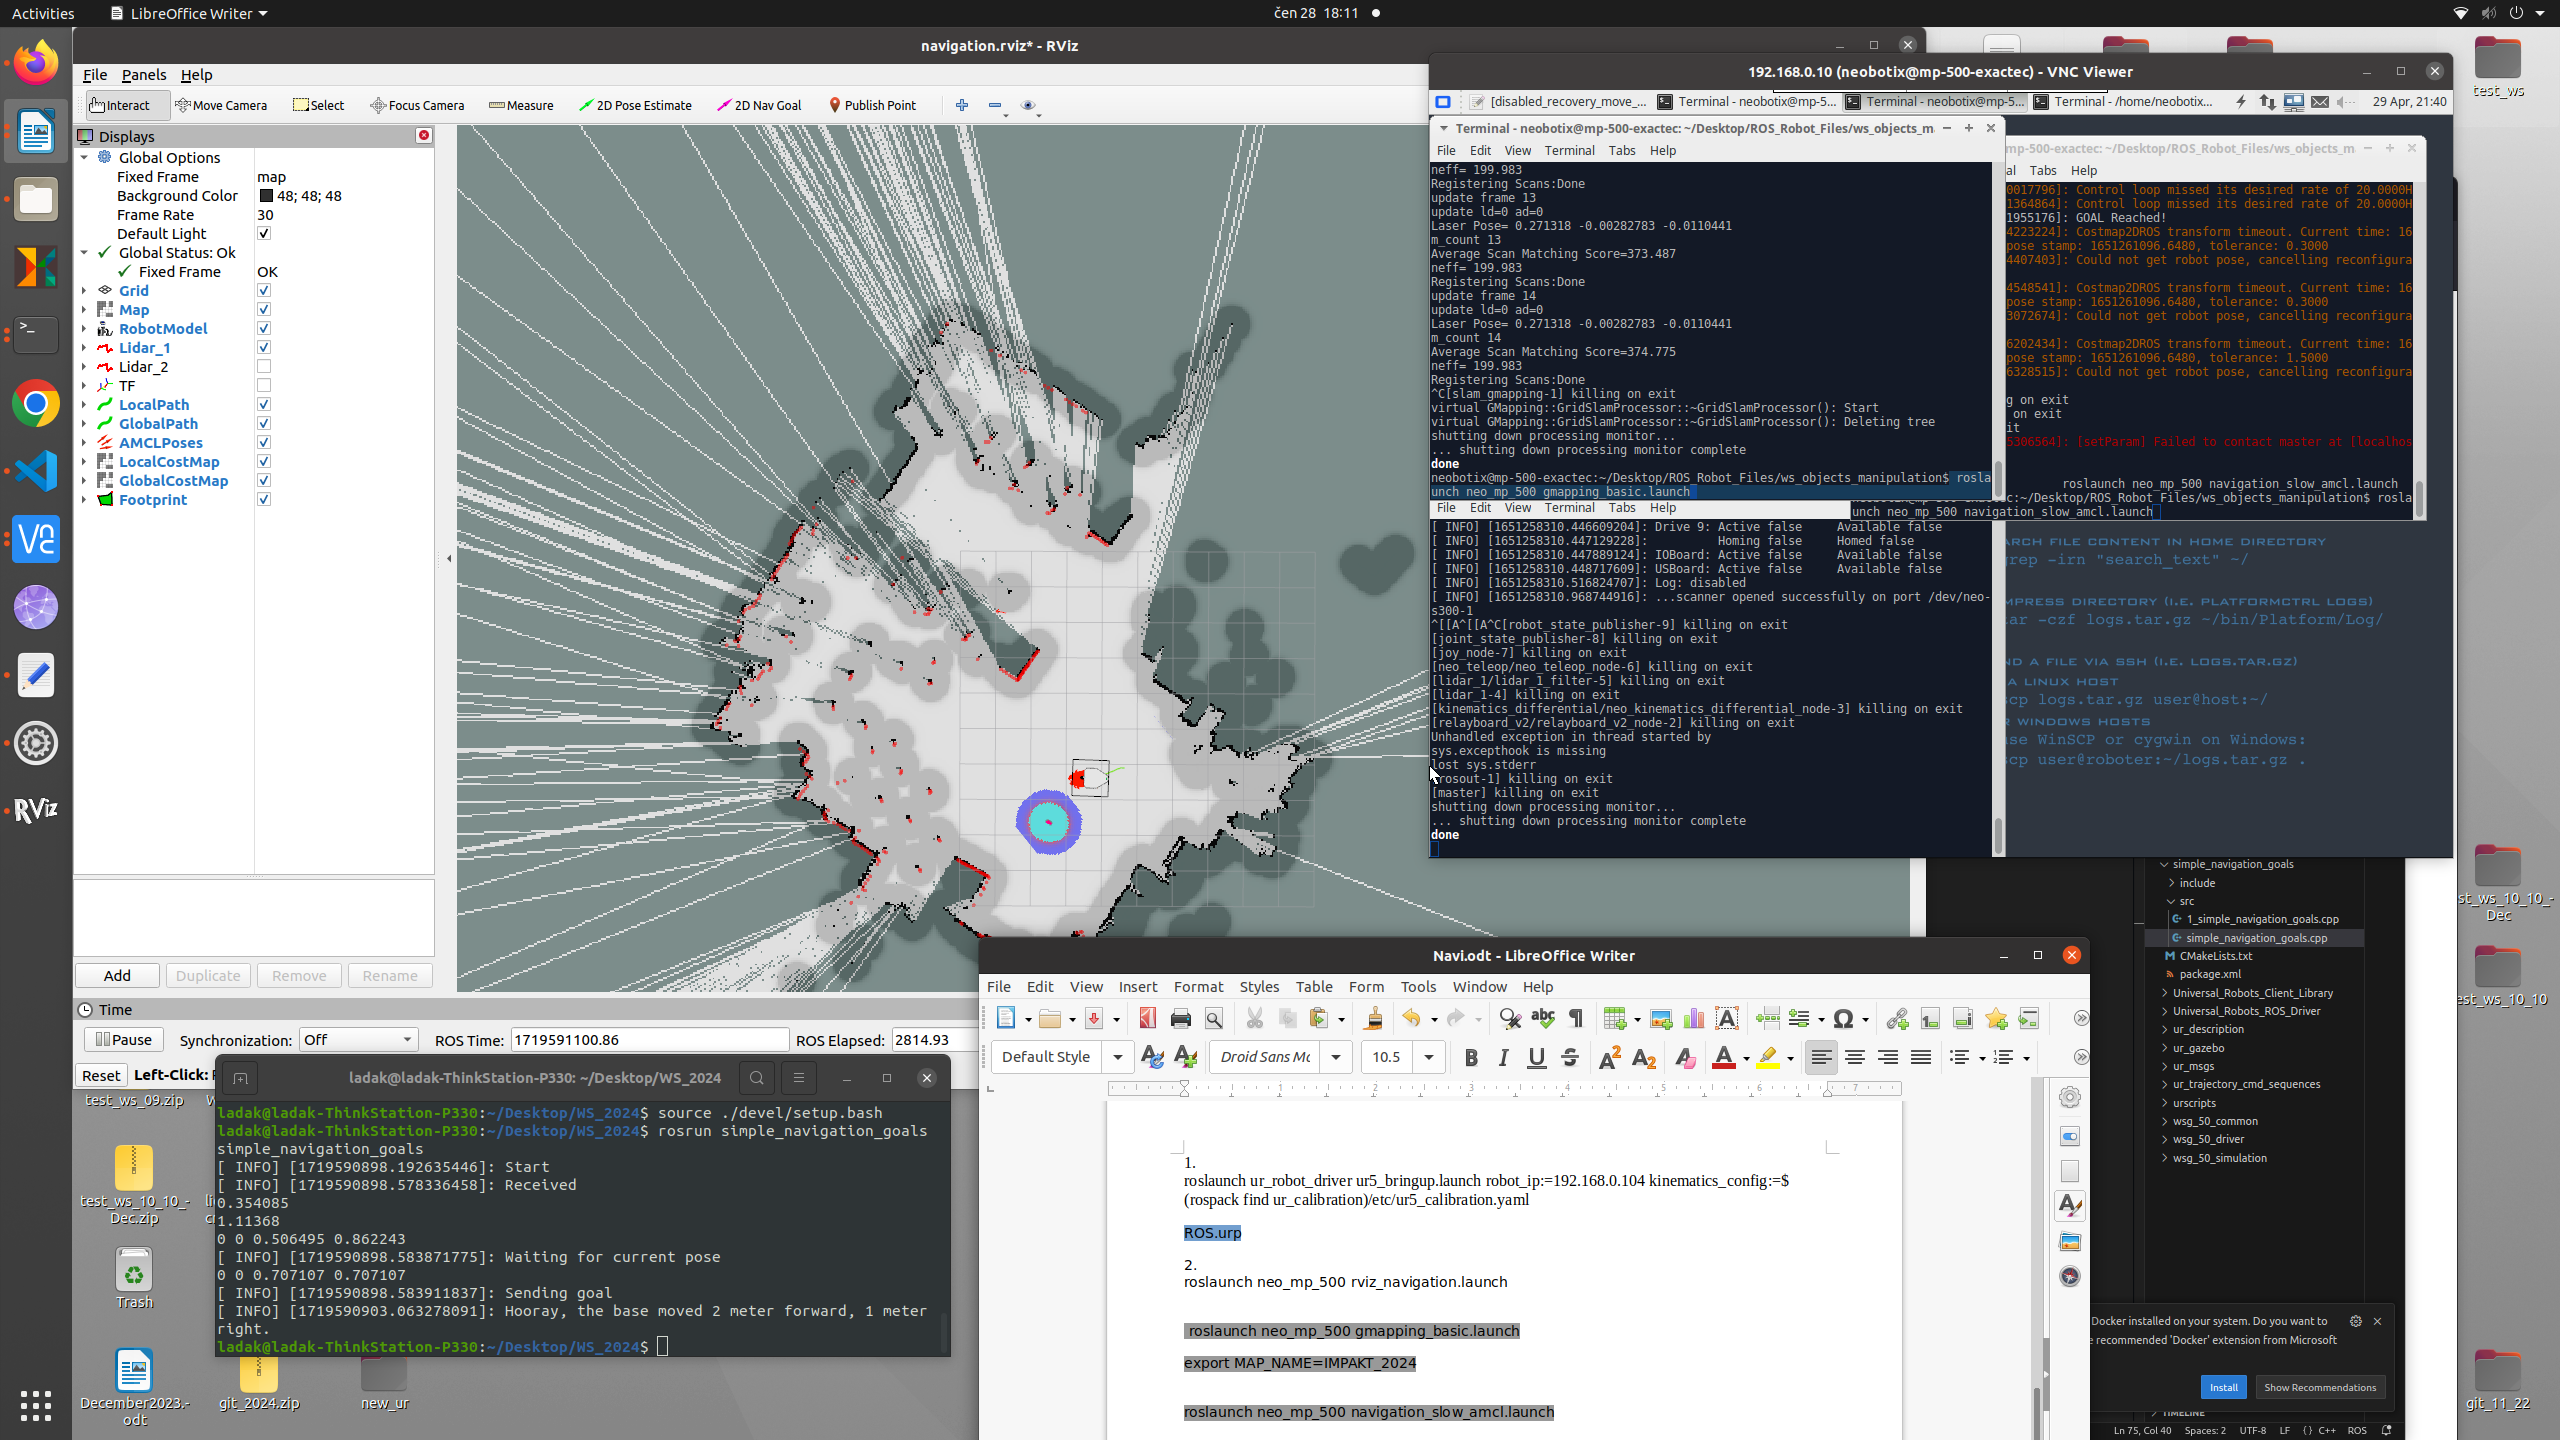 Activities
LibreOffice Writer
čen 28 18:11
navigation.rviz* - RViz
File Panels Help
Interact Move Camera Select Focus Camera Measure 2D Pose Estimate 2D Nav Goal Publish Point
Displays
Global Options
Fixed Frame map
Background Color 48; 48; 48
Frame Rate 30
Default Light
Global Status: Ok
Fixed Frame OK
Grid
Map
RobotModel
Lidar_1
Lidar_2
TF
LocalPath
GlobalPath
AMCLPoses
LocalCostMap
GlobalCostMap
Footprint
Add Duplicate Remove Rename
Time
Pause Synchronization: Off ROS Time: 1719591100.86 ROS Elapsed: 2814.93
Reset Left-Click:
192.168.0.10 (neobotix@mp-500-exactec) - VNC Viewer
[disabled_recovery_move_... Terminal - neobotix@mp-5... Terminal - neobotix@mp-5... Terminal - /home/neobotix... 29 Apr, 21:40
Terminal - neobotix@mp-500-exactec: ~/Desktop/ROS_Robot_Files/ws_objects_m
File Edit View Terminal Tabs Help
neff= 199.983
Registering Scans:Done
update frame 13
update ld=0 ad=0
Laser Pose= 0.271318 -0.00282783 -0.0110441
m_count 13
Average Scan Matching Score=373.487
neff= 199.983
Registering Scans:Done
update frame 14
update ld=0 ad=0
Laser Pose= 0.271318 -0.00282783 -0.0110441
m_count 14
Average Scan Matching Score=374.775
neff= 199.983
Registering Scans:Done
^C[slam_gmapping-1] killing on exit
virtual GMapping::GridSlamProcessor::~GridSlamProcessor(): Start
virtual GMapping::GridSlamProcessor::~GridSlamProcessor(): Deleting tree
shutting down processing monitor...
... shutting down processing monitor complete
done
neobotix@mp-500-exactec:~/Desktop/ROS_Robot_Files/ws_objects_manipulation$ rosla
unch neo_mp_500 gmapping_basic.launch
File Edit View Terminal Tabs Help
[ INFO] [1651258310.446609204]: Drive 9: Active false Available false
[ INFO] [1651258310.447129228]: Homing false Homed false
[ INFO] [1651258310.447889124]: IOBoard: Active false Available false
[ INFO] [1651258310.448717609]: USBoard: Active false Available false
[ INFO] [1651258310.516824707]: Log: disabled
[ INFO] [1651258310.968744916]: ...scanner opened successfully on port /dev/neo-
s300-1
^[[A^[[A^C[robot_state_publisher-9] killing on exit
[joint_state_publisher-8] killing on exit
[joy_node-7] killing on exit
[neo_teleop/neo_teleop_node-6] killing on exit
[lidar_1/lidar_1_filter-5] killing on exit
[lidar_1-4] killing on exit
[kinematics_differential/neo_kinematics_differential_node-3] killing on exit
[relayboard_v2/relayboard_v2_node-2] killing on exit
Unhandled exception in thread started by
sys.excepthook is missing
lost sys.stderr
rosout-1] killing on exit
[master] killing on exit
shutting down processing monitor...
... shutting down processing monitor complete
done
mp-500-exactec: ~/Desktop/ROS_Robot_Files/ws_objects_m
al Tabs Help
0017796]: Control loop missed its desired rate of 20.0000H
1364864]: Control loop missed its desired rate of 20.0000H
1955176]: GOAL Reached!
4223224]: Costmap2DROS transform timeout. Current time: 16
pose stamp: 1651261096.6480, tolerance: 0.3000
4407403]: Could not get robot pose, cancelling reconfigura
4548541]: Costmap2DROS transform timeout. Current time: 16
pose stamp: 1651261096.6480, tolerance: 0.3000
3072674]: Could not get robot pose, cancelling reconfigura
6202434]: Costmap2DROS transform timeout. Current time: 16
pose stamp: 1651261096.6480, tolerance: 1.5000
6328515]: Could not get robot pose, cancelling reconfigura
g on exit
on exit
it
5306564]: [setParam] Failed to contact master at [localhos
roslaunch neo_mp_500 navigation_slow_amcl.launch
ec:~/Desktop/ROS_Robot_Files/ws_objects_manipulation$ rosla
unch neo_mp_500 navigation_slow_amcl.launch
ARCH FILE CONTENT IN HOME DIRECTORY
grep -irn "search_text" ~/
MPRESS DIRECTORY (I.E. PLATFORMCTRL LOGS)
tar -czf logs.tar.gz ~/bin/Platform/Log/
ND A FILE VIA SSH (I.E. LOGS.TAR.GZ)
A LINUX HOST
scp logs.tar.gz user@host:~/
R WINDOWS HOSTS
use WinSCP or cygwin on Windows:
scp user@roboter:~/logs.tar.gz .
test_ws
st_ws_10_10_-
Dec
est_ws_10_10
git_11_22
simple_navigation_goals
include
src
1_simple_navigation_goals.cpp
simple_navigation_goals.cpp
CMakeLists.txt
package.xml
Universal_Robots_Client_Library
Universal_Robots_ROS_Driver
ur_description
ur_gazebo
ur_msgs
ur_trajectory_cmd_sequences
urscripts
wsg_50_common
wsg_50_driver
wsg_50_simulation
Docker installed on your system. Do you want to
e recommended 'Docker' extension from Microsoft
Install Show Recommendations
TIMELINE
Ln 75, Col 40 Spaces: 2 UTF-8 LF {} C++ ROS
Navi.odt - LibreOffice Writer
File Edit View Insert Format Styles Table Form Tools Window Help
Default Style Droid Sans Mo 10.5
1 2 3 4 5 6 7
1.
roslaunch ur_robot_driver ur5_bringup.launch robot_ip:=192.168.0.104 kinematics_config:=$
(rospack find ur_calibration)/etc/ur5_calibration.yaml
ROS.urp
2.
roslaunch neo_mp_500 rviz_navigation.launch
roslaunch neo_mp_500 gmapping_basic.launch
export MAP_NAME=IMPAKT_2024
roslaunch neo_mp_500 navigation_slow_amcl.launch
ladak@ladak-ThinkStation-P330: ~/Desktop/WS_2024
ladak@ladak-ThinkStation-P330:~/Desktop/WS_2024$ source ./devel/setup.bash
ladak@ladak-ThinkStation-P330:~/Desktop/WS_2024$ rosrun simple_navigation_goals
simple_navigation_goals
[ INFO] [1719590898.192635446]: Start
[ INFO] [1719590898.578336458]: Received
0.354085
1.11368
0 0 0.506495 0.862243
[ INFO] [1719590898.583871775]: Waiting for current pose
0 0 0.707107 0.707107
[ INFO] [1719590898.583911837]: Sending goal
[ INFO] [1719590903.063278091]: Hooray, the base moved 2 meter forward, 1 meter
right.
ladak@ladak-ThinkStation-P330:~/Desktop/WS_2024$
test_ws_09.zip
test_ws_10_10_-
Dec.zip
Trash
December2023.-
odt
git_2024.zip
new_ur
RViz